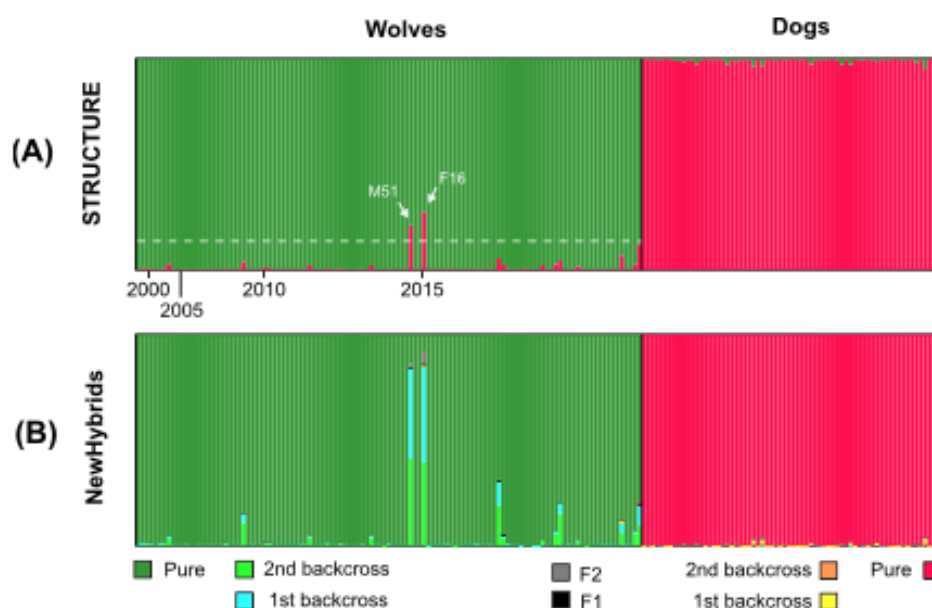 Wolves Dogs
(A)
STRUCTURE
M51
F16
2000 2010 2015
2005
(B)
NewHybrids
Pure 2nd backcross F2 2nd backcross Pure
1st backcross F1 1st backcross